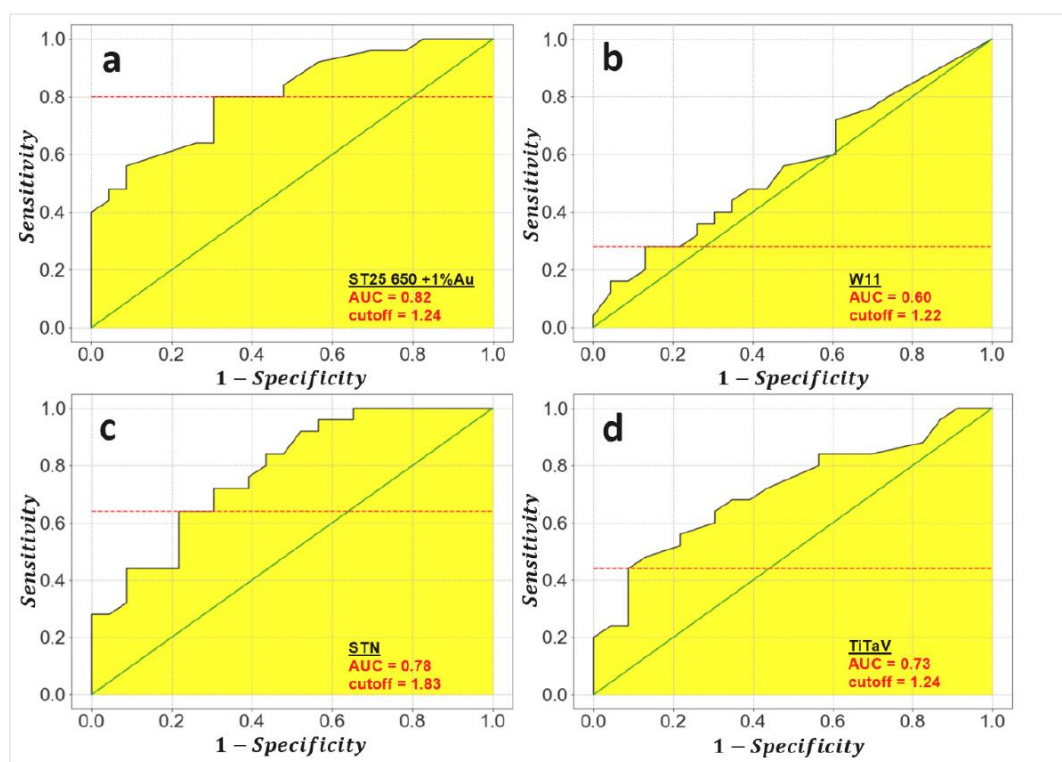 a
Sensitivity
1.0
0.8
0.6
0.4
0.2
0.0
ST25 650 +1%Au
AUC = 0.82
cutoff = 1.24
0.0 0.2 0.4 0.6 0.8 1.0
1 − Specificity
b
Sensitivity
1.0
0.8
0.6
0.4
0.2
0.0
W11
AUC = 0.60
cutoff = 1.22
0.0 0.2 0.4 0.6 0.8 1.0
1 − Specificity
c
Sensitivity
1.0
0.8
0.6
0.4
0.2
0.0
STN
AUC = 0.78
cutoff = 1.83
0.0 0.2 0.4 0.6 0.8 1.0
1 − Specificity
d
Sensitivity
1.0
0.8
0.6
0.4
0.2
0.0
TiTaV
AUC = 0.73
cutoff = 1.24
0.0 0.2 0.4 0.6 0.8 1.0
1 − Specificity